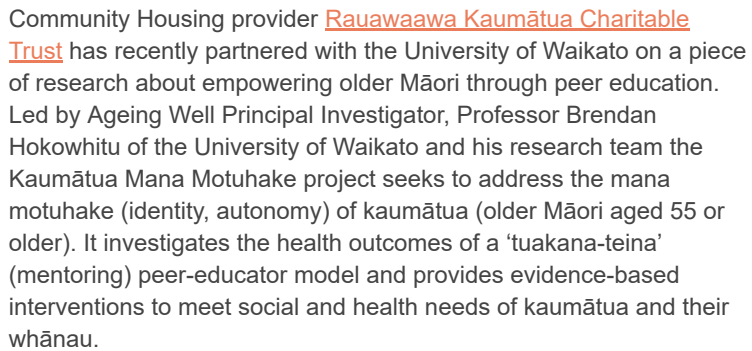 Community Housing provider Rauawaawa Kaumātua Charitable
Trust has recently partnered with the University of Waikato on a piece
of research about empowering older Māori through peer education.
Led by Ageing Well Principal Investigator, Professor Brendan
Hokowhitu of the University of Waikato and his research team the
Kaumātua Mana Motuhake project seeks to address the mana
motuhake (identity, autonomy) of kaumātua (older Māori aged 55 or
older). It investigates the health outcomes of a ‘tuakana-teina’
(mentoring) peer-educator model and provides evidence-based
interventions to meet social and health needs of kaumātua and their
whānau.